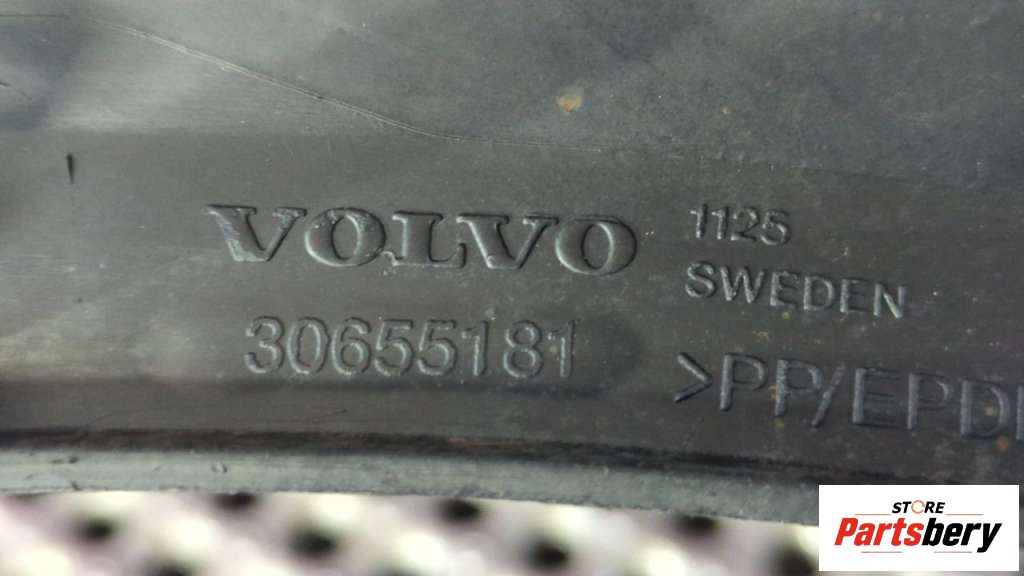 VOLVO
30655181
1125
SWEDEN
>PP/EPD
STORE
Partsbery